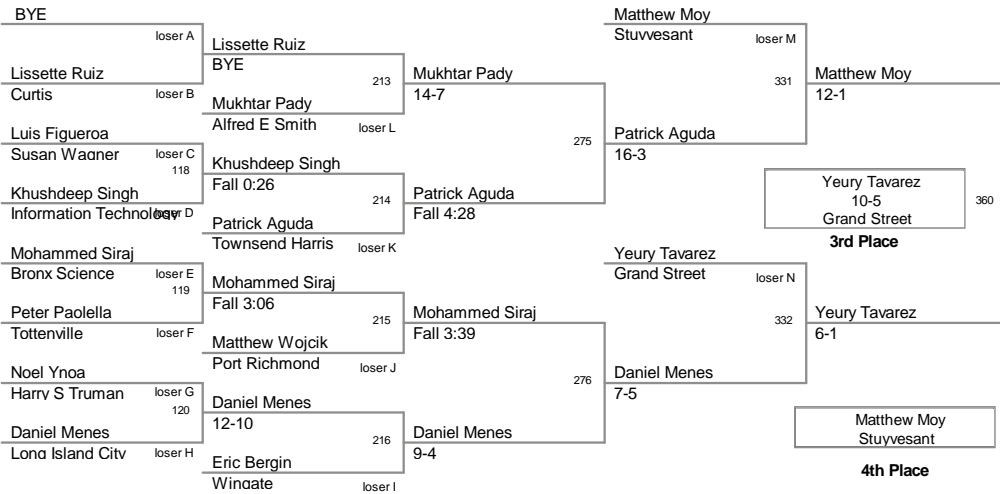 BYE
loser A
Lissette Ruiz
Curtis
loser B
Luis Figueroa
Susan Wagner
loser C
118
Khushdeep Singh
Information Technology
loser D
Mohammed Siraj
Bronx Science
loser E
119
Peter Paolella
Tottenville
loser F
Noel Ynoa
Harry S Truman
loser G
120
Daniel Menes
Long Island City
loser H
Lissette Ruiz
BYE
213
Mukhtar Pady
Alfred E Smith
loser L
Khushdeep Singh
Fall 0:26
214
Patrick Aguda
Townsend Harris
loser K
Mohammed Siraj
Fall 3:06
215
Matthew Wojcik
Port Richmond
loser J
Daniel Menes
12-10
216
Eric Bergin
Wingate
loser I
Mukhtar Pady
14-7
275
Patrick Aguda
Fall 4:28
Mohammed Siraj
Fall 3:39
276
Daniel Menes
9-4
Matthew Moy
Stuyvesant
loser M
331
Patrick Aguda
16-3
Yeury Tavarez
Grand Street
loser N
332
Daniel Menes
7-5
Matthew Moy
12-1
Yeury Tavarez
10-5
Grand Street
360
3rd Place
Yeury Tavarez
6-1
Matthew Moy
Stuyvesant
4th Place